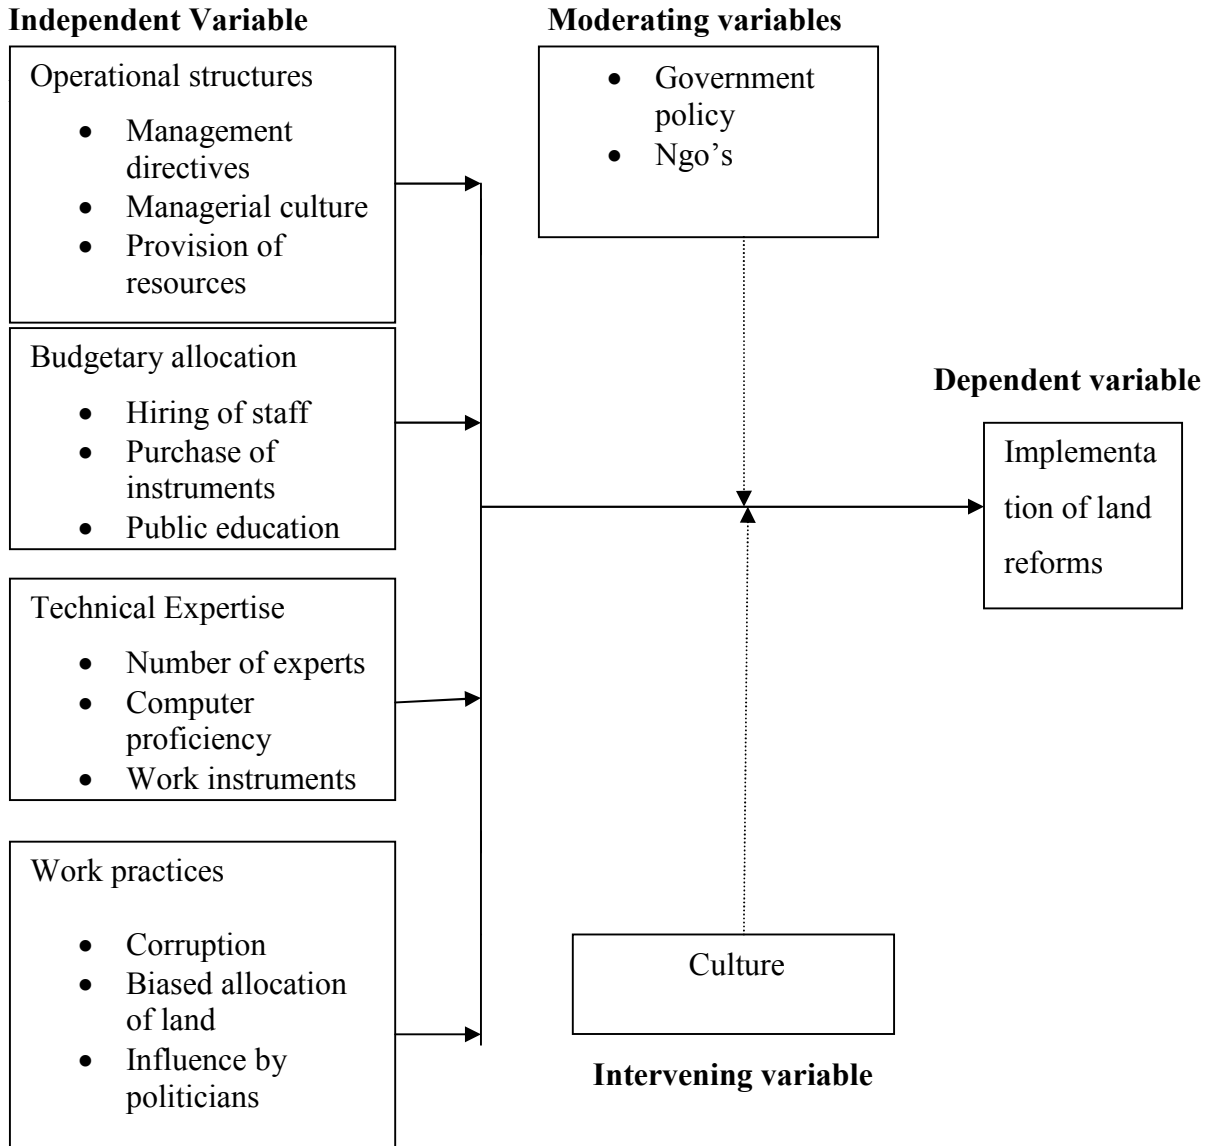 Independent Variable
Operational structures
• Management
directives
• Managerial culture
• Provision of
resources
Budgetary allocation
• Hiring of staff
• Purchase of
instruments
• Public education
Technical Expertise
• Number of experts
• Computer
proficiency
• Work instruments
Work practices
• Corruption
• Biased allocation
of land
• Influence by
politicians
Moderating variables
• Government
policy
• Ngo’s
Culture
Intervening variable
Dependent variable
Implementa
tion of land
reforms